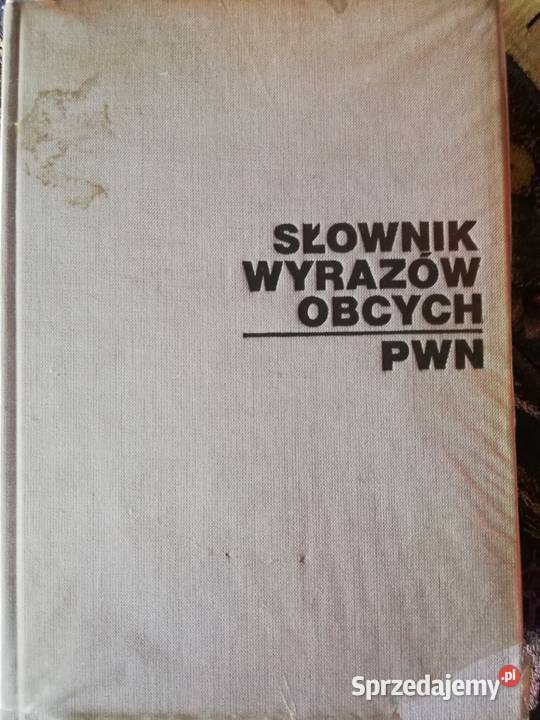 SŁOWNIK
WYRAZÓW
OBCYCH
PWN
Sprzedajemy.pl